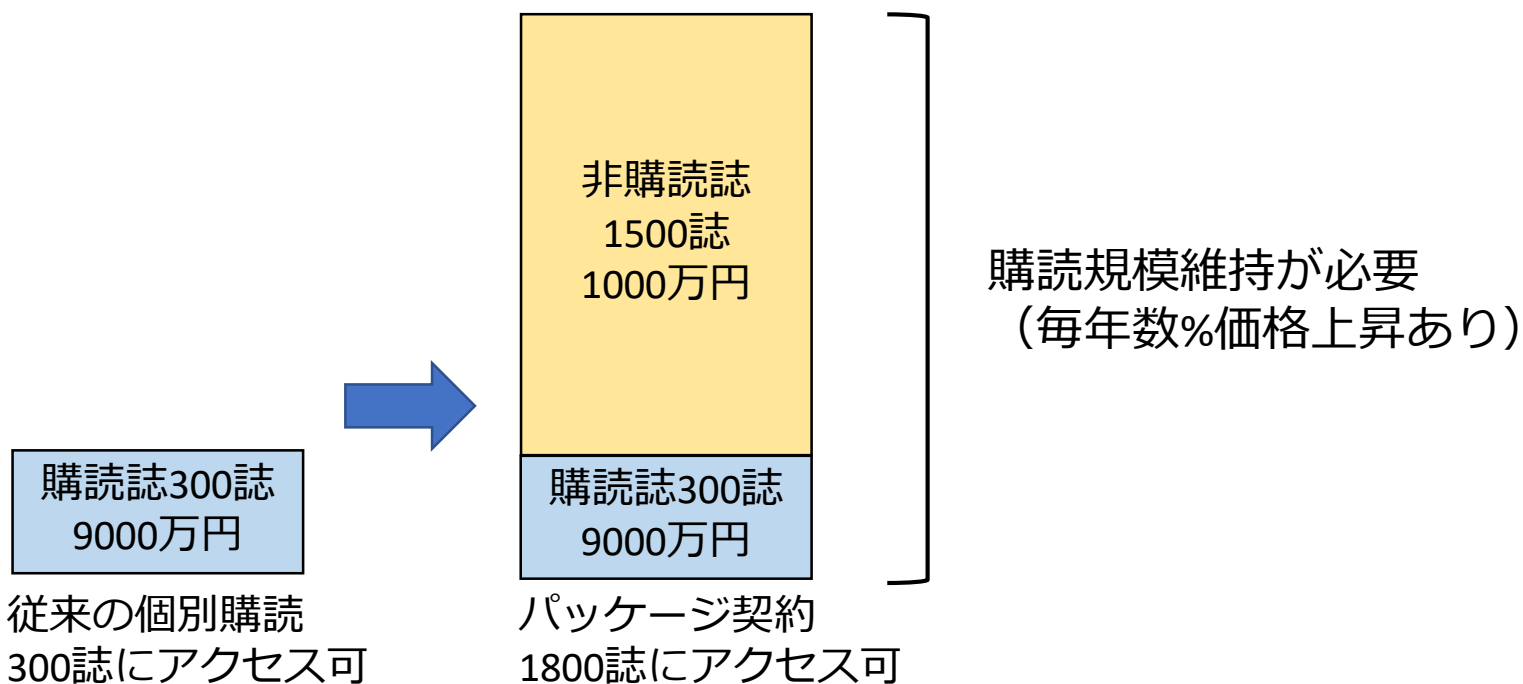 非購読誌
1500誌
1000万円
購読規模維持が必要
（毎年数%価格上昇あり）
購読誌300誌
9000万円
購読誌300誌
9000万円
従来の個別購読
300誌にアクセス可
パッケージ契約
1800誌にアクセス可